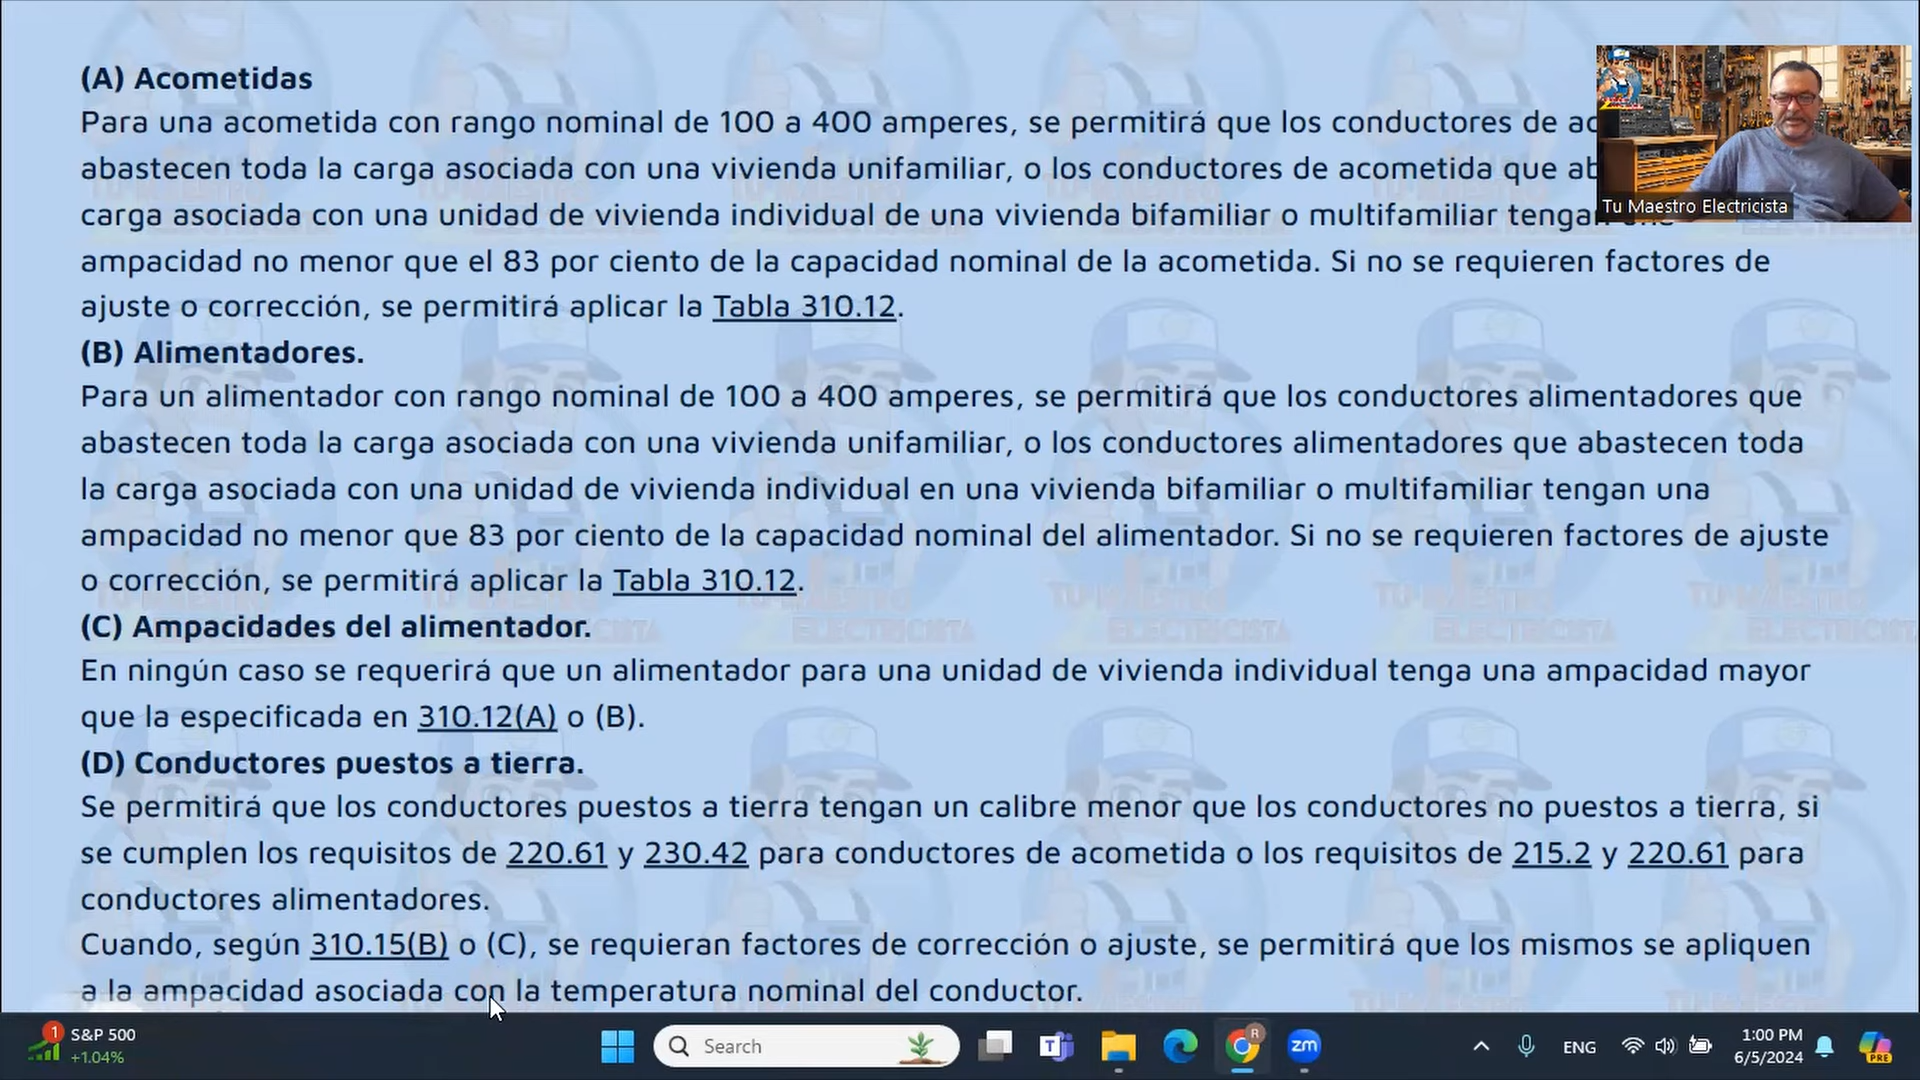 (A) Acometidas
Para una acometida con rango nominal de 100 a 400 amperes, se permitirá que los conductores de
abastecen toda la carga asociada con una vivienda unifamiliar, o los conductores de acometida que
carga asociada con una unidad de vivienda individual de una vivienda bifamiliar o multifamiliar tengan una
ampacidad no menor que el 83 por ciento de la capacidad nominal de la acometida. Si no se requieren factores de
ajuste o corrección, se permitirá aplicar la Tabla 310.12.
(B) Alimentadores.
Para un alimentador con rango nominal de 100 a 400 amperes, se permitirá que los conductores alimentadores que
abastecen toda la carga asociada con una vivienda unifamiliar, o los conductores alimentadores que abastecen toda
la carga asociada con una unidad de vivienda individual en una vivienda bifamiliar o multifamiliar tengan una
ampacidad no menor que 83 por ciento de la capacidad nominal del alimentador. Si no se requieren factores de ajuste
o corrección, se permitirá aplicar la Tabla 310.12.
(C) Ampacidades del alimentador.
En ningún caso se requerirá que un alimentador para una unidad de vivienda individual tenga una ampacidad mayor
que la especificada en 310.12(A) o (B).
(D) Conductores puestos a tierra.
Se permitirá que los conductores puestos a tierra tengan un calibre menor que los conductores no puestos a tierra, si
se cumplen los requisitos de 220.61 y 230.42 para conductores de acometida o los requisitos de 215.2 y 220.61 para
conductores alimentadores.
Cuando, según 310.15(B) o (C), se requieran factores de corrección o ajuste, se permitirá que los mismos se apliquen
a la ampacidad asociada con la temperatura nominal del conductor.
Tu Maestro Electricista
TU MAESTRO
ELECTRICISTA
1
S&P 500
+1.04%
Search
T
R
zm
ENG
1:00 PM
6/5/2024
PRE